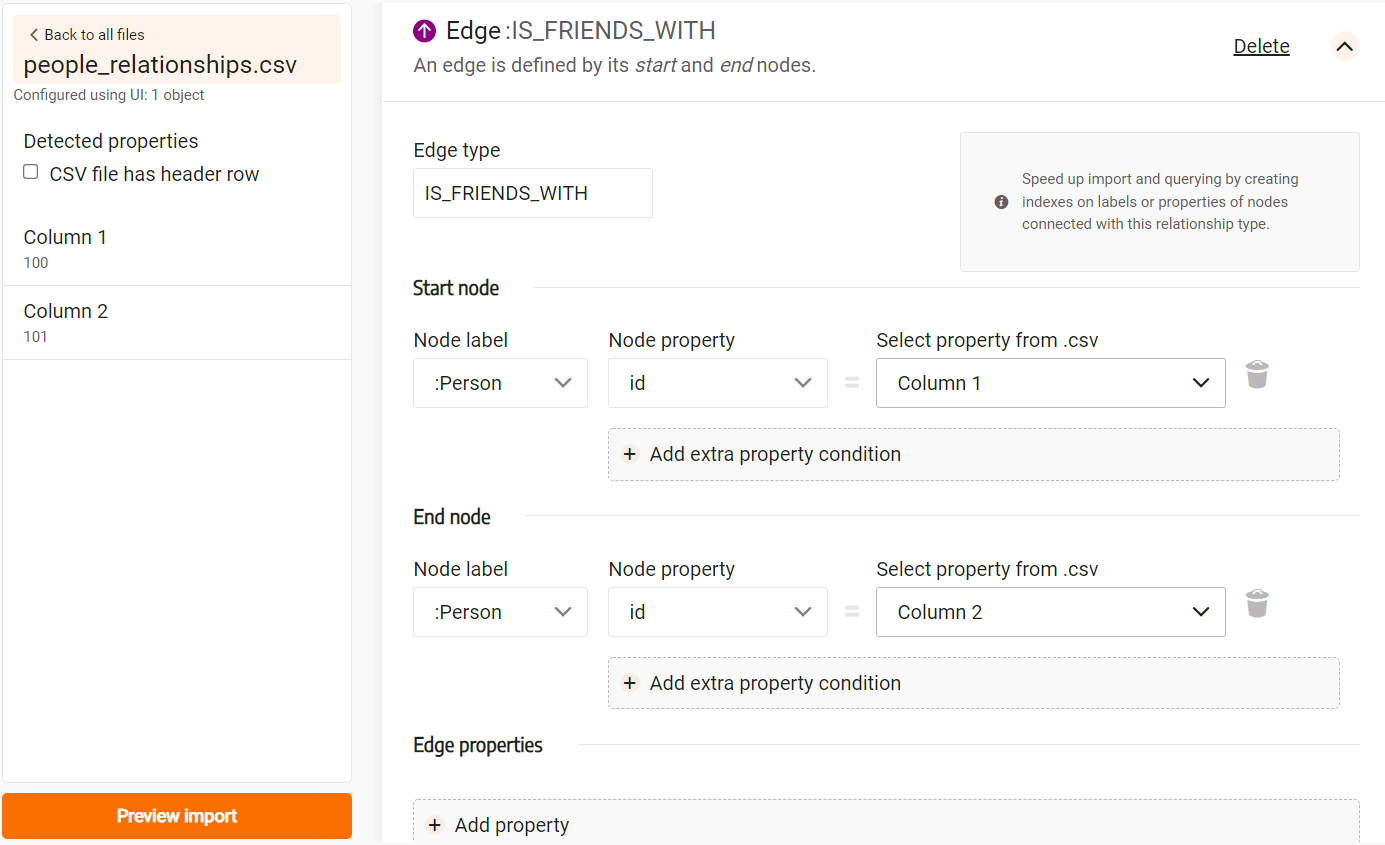 Back to all files
people_relationships.csv
Configured using UI: 1 object
Detected properties
CSV file has header row
Column 1
100
Column 2
101
Preview import
Edge :IS_FRIENDS_WITH
An edge is defined by its start and end nodes.
Delete
Edge type
IS_FRIENDS_WITH
Speed up import and querying by creating
indexes on labels or properties of nodes
connected with this relationship type.
Start node
Node label
Node property
Select property from .csv
:Person
id
=
Column 1
+ Add extra property condition
End node
Node label
Node property
Select property from .csv
:Person
id
=
Column 2
+ Add extra property condition
Edge properties
+ Add property